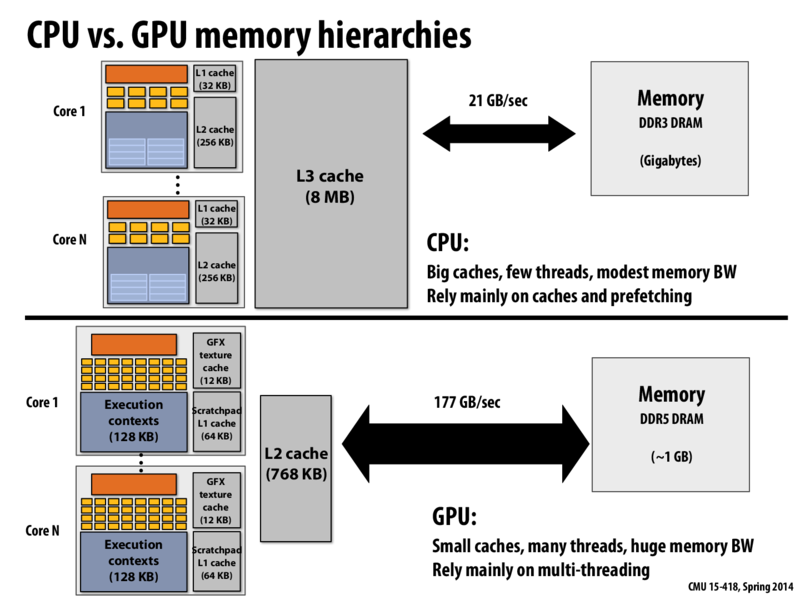 CPU vs. GPU memory hierarchies
Core 1
L1 cache
(32 KB)
L2 cache
(256 KB)
Core N
L1 cache
(32 KB)
L2 cache
(256 KB)
L3 cache
(8 MB)
21 GB/sec
Memory
DDR3 DRAM
(Gigabytes)
CPU:
Big caches, few threads, modest memory BW
Rely mainly on caches and prefetching
Core 1
GFX
texture
cache
(12 KB)
Execution
contexts
(128 KB)
Scratchpad
L1 cache
(64 KB)
Core N
GFX
texture
cache
(12 KB)
Execution
contexts
(128 KB)
Scratchpad
L1 cache
(64 KB)
L2 cache
(768 KB)
177 GB/sec
Memory
DDR5 DRAM
(~1 GB)
GPU:
Small caches, many threads, huge memory BW
Rely mainly on multi-threading
CMU 15-418, Spring 2014